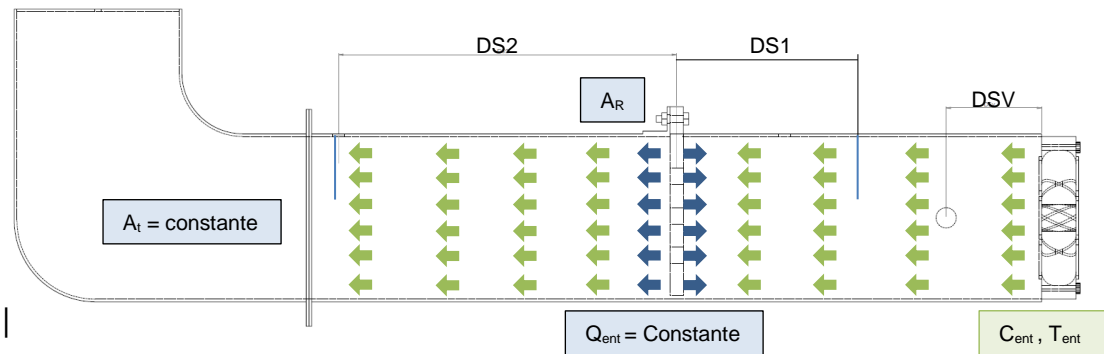 DS2
DS1
DSV
A_R
A_t = constante
Q_ent = Constante
C_ent , T_ent